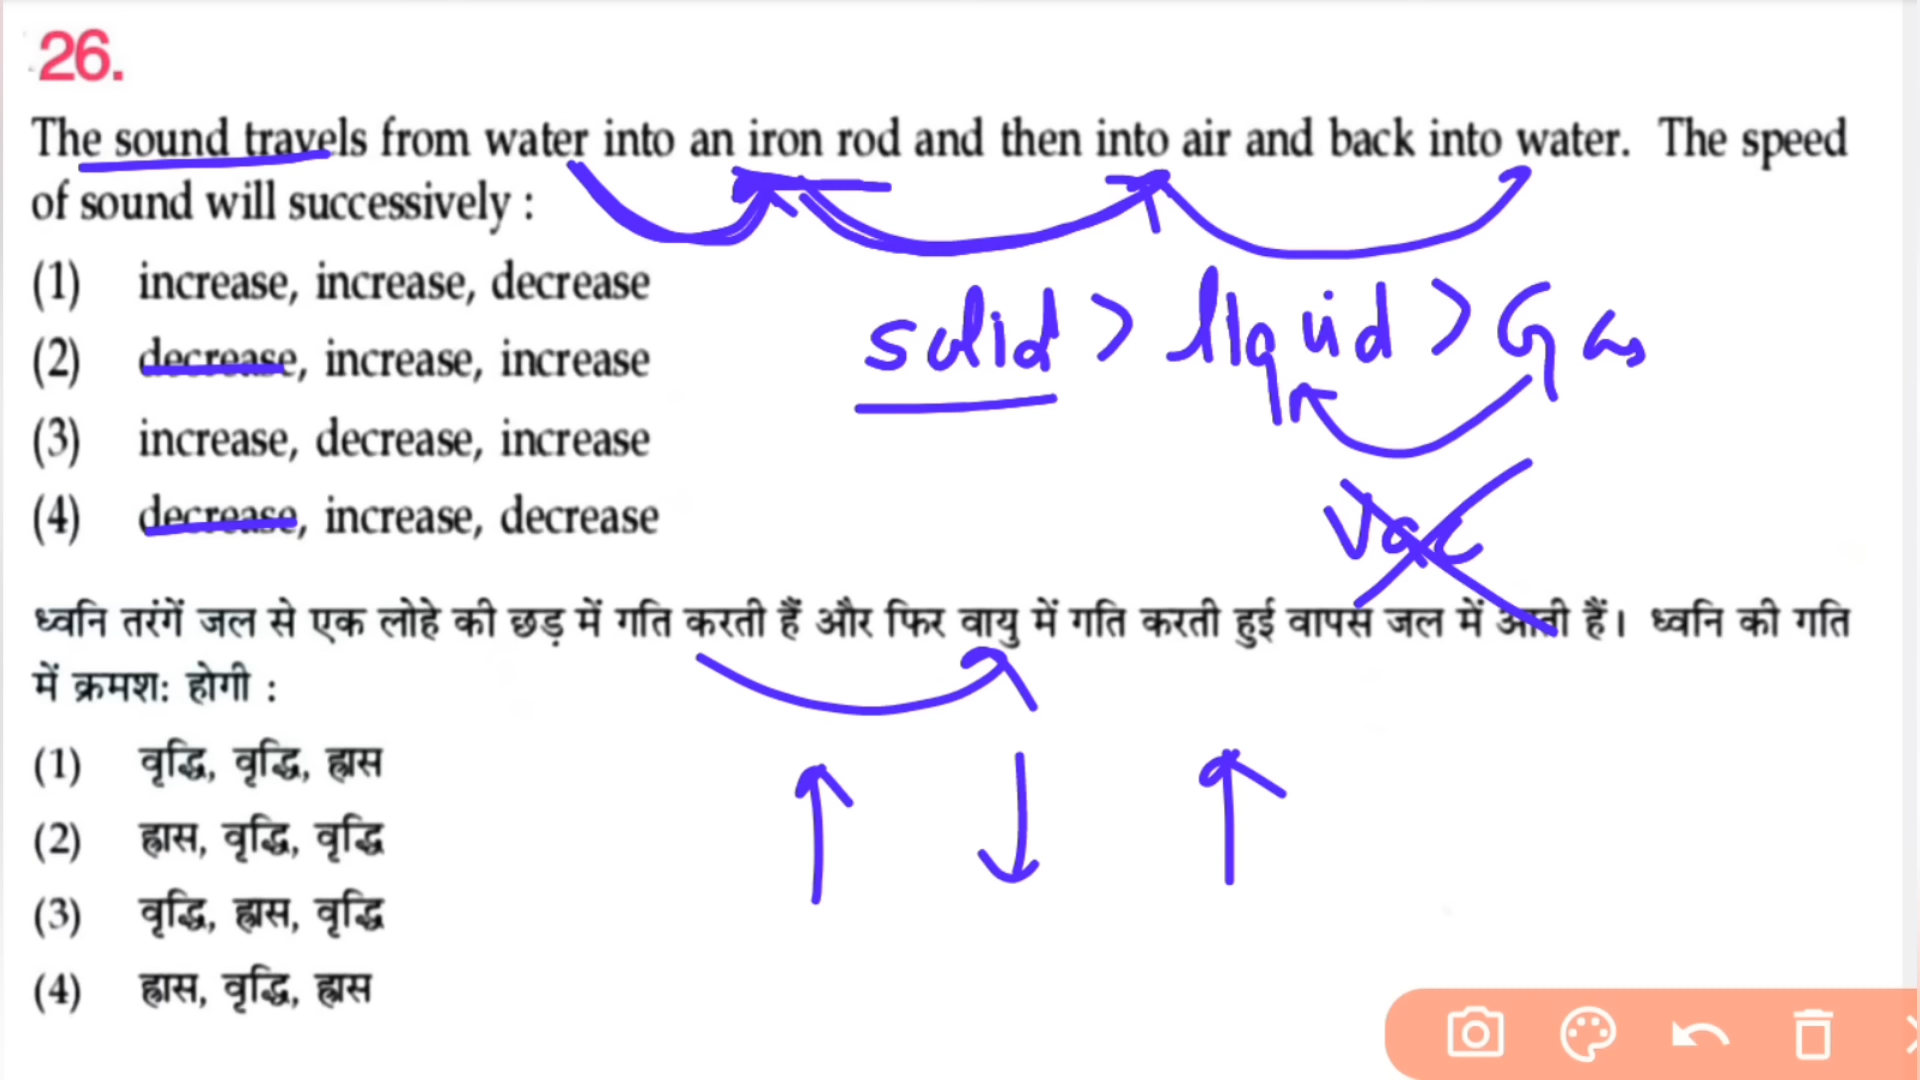 26.
The sound travels from water into an iron rod and then into air and back into water. The speed
of sound will successively :
(1) increase, increase, decrease
(2) decrease, increase, increase
(3) increase, decrease, increase
(4) decrease, increase, decrease
solid > liquid > Gas
Vac
ध्वनि तरंगें जल से एक लोहे की छड़ में गति करती हैं और फिर वायु में गति करती हुई वापस जल में आती हैं। ध्वनि की गति
में क्रमश: होगी :
(1) वृद्धि, वृद्धि, ह्रास
(2) ह्रास, वृद्धि, वृद्धि
(3) वृद्धि, ह्रास, वृद्धि
(4) ह्रास, वृद्धि, ह्रास